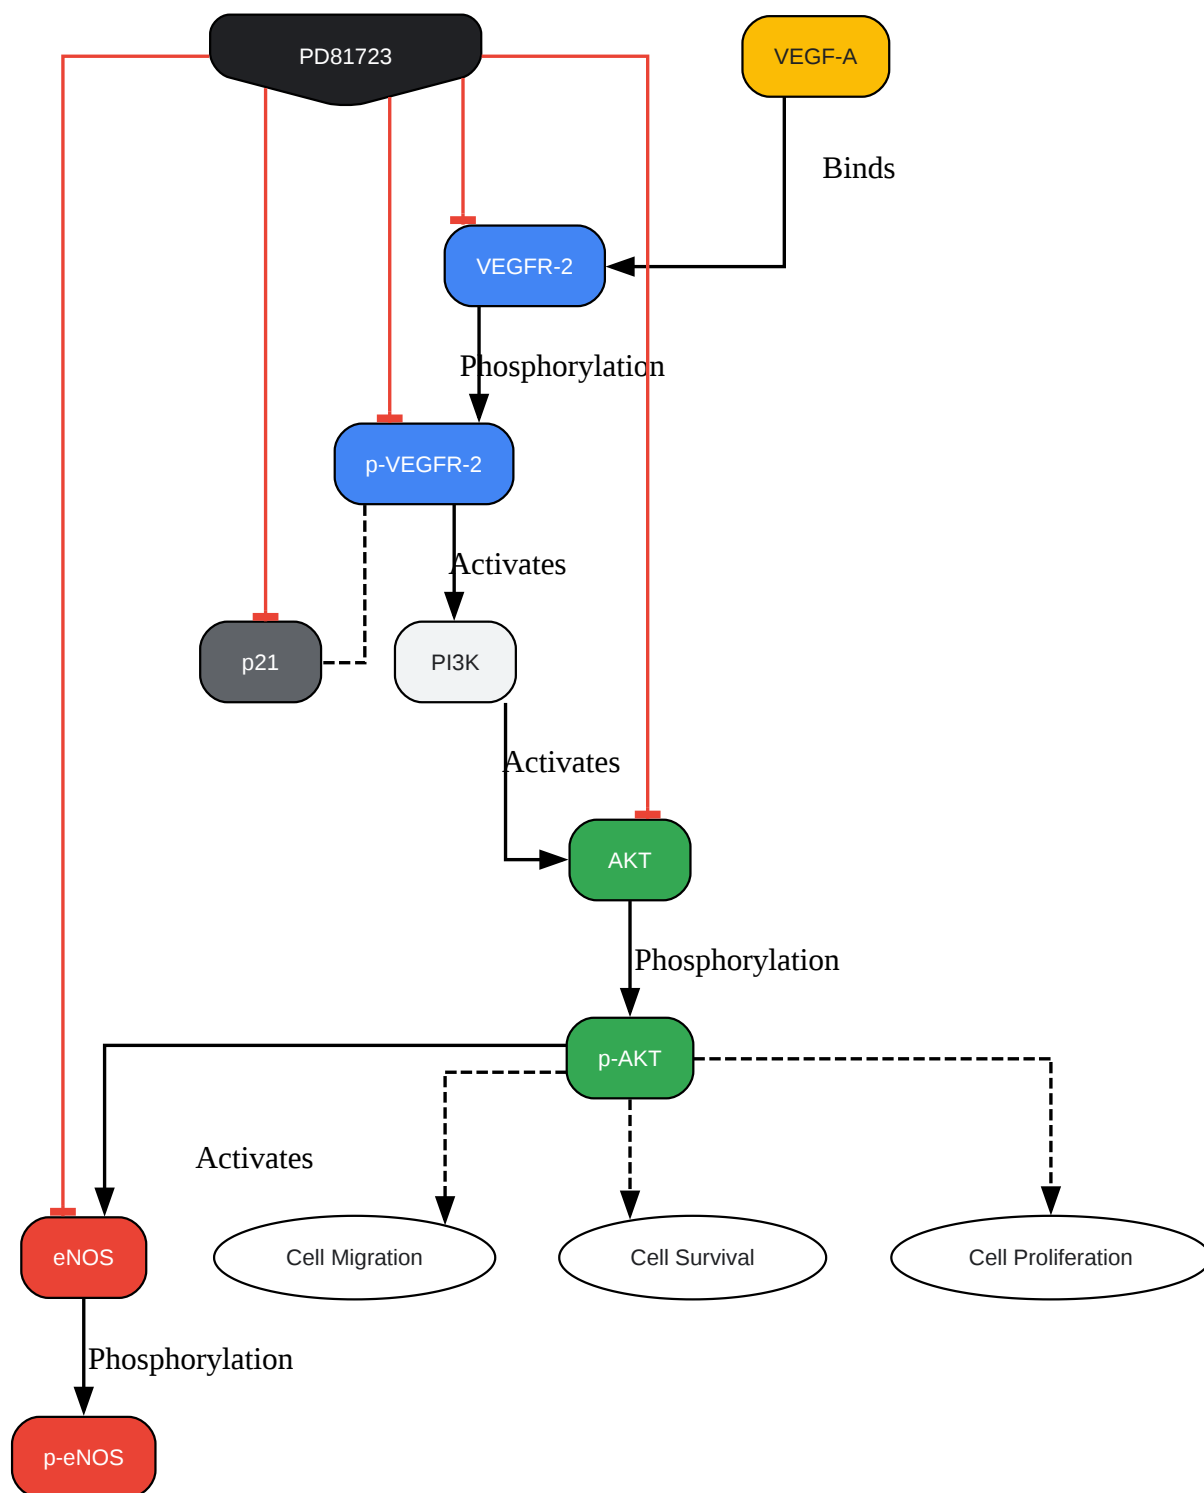 PD81723
VEGF-A
Binds
VEGFR-2
Phosphorylation
p-VEGFR-2
Activates
p21
PI3K
Activates
AKT
Phosphorylation
p-AKT
Activates
eNOS
Cell Migration
Cell Survival
Cell Proliferation
Phosphorylation
p-eNOS